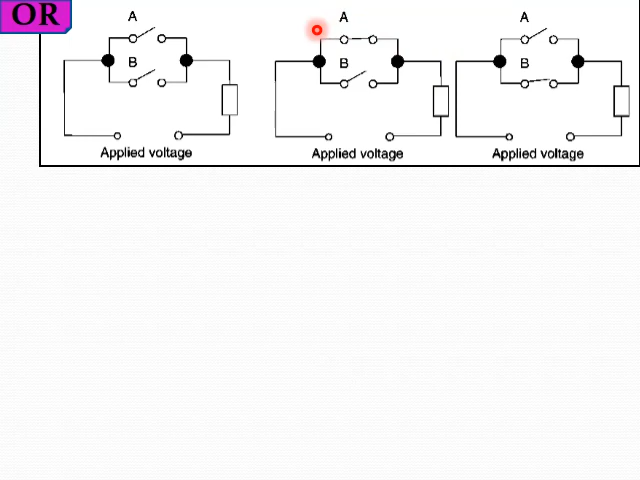 OR
A A A
B B B
Applied voltage Applied voltage Applied voltage